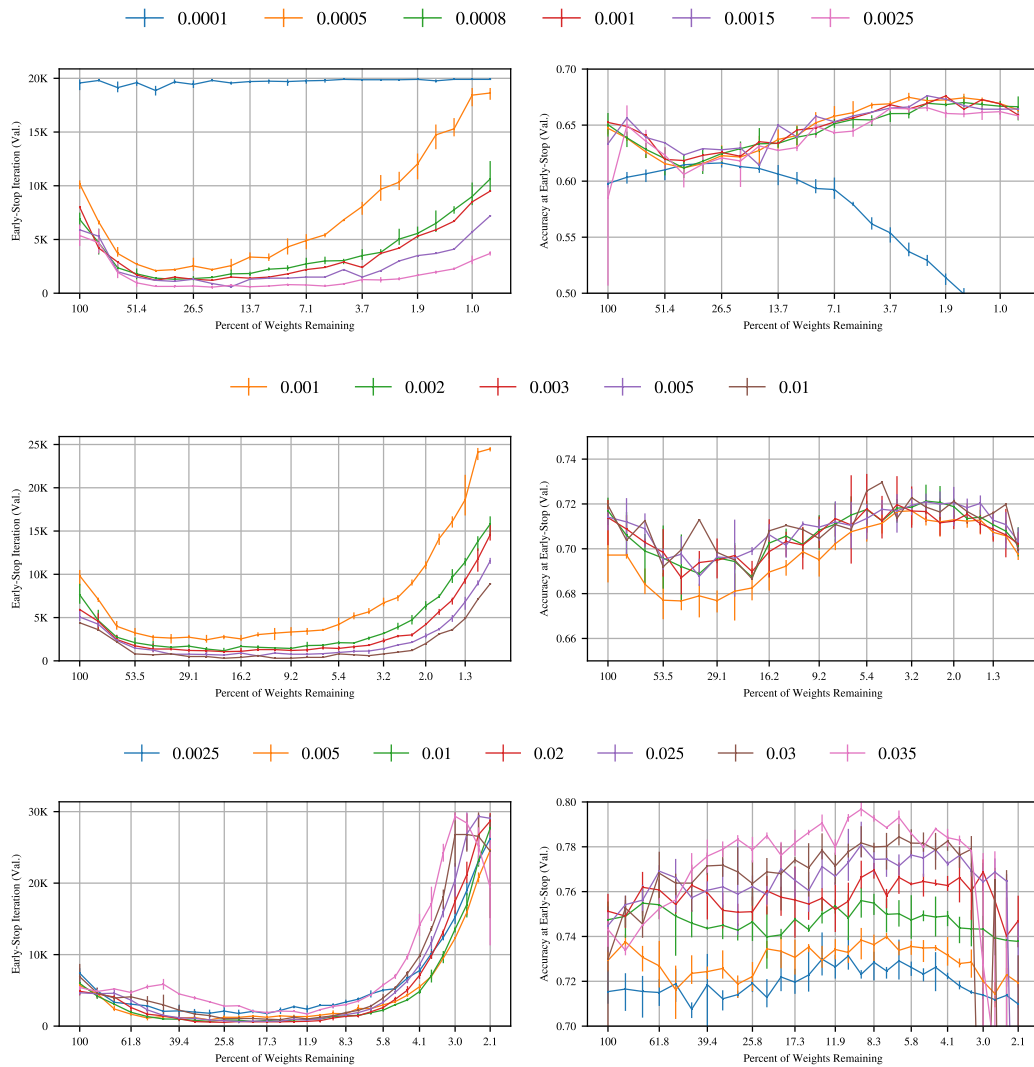 0.0001 0.0005 0.0008 0.001 0.0015 0.0025
20K
15K
10K
5K
0
Early-Stop Iteration (Val.)
100 51.4 26.5 13.7 7.1 3.7 1.9 1.0
Percent of Weights Remaining
0.70
0.65
0.60
0.55
0.50
Accuracy at Early-Stop (Val.)
100 51.4 26.5 13.7 7.1 3.7 1.9 1.0
Percent of Weights Remaining
0.001 0.002 0.003 0.005 0.01
25K
20K
15K
10K
5K
0
Early-Stop Iteration (Val.)
100 53.5 29.1 16.2 9.2 5.4 3.2 2.0 1.3
Percent of Weights Remaining
0.74
0.72
0.70
0.68
0.66
Accuracy at Early-Stop (Val.)
100 53.5 29.1 16.2 9.2 5.4 3.2 2.0 1.3
Percent of Weights Remaining
0.0025 0.005 0.01 0.02 0.025 0.03 0.035
30K
20K
10K
0
Early-Stop Iteration (Val.)
100 61.8 39.4 25.8 17.3 11.9 8.3 5.8 4.1 3.0 2.1
Percent of Weights Remaining
0.80
0.78
0.76
0.74
0.72
0.70
Accuracy at Early-Stop (Val.)
100 61.8 39.4 25.8 17.3 11.9 8.3 5.8 4.1 3.0 2.1
Percent of Weights Remaining